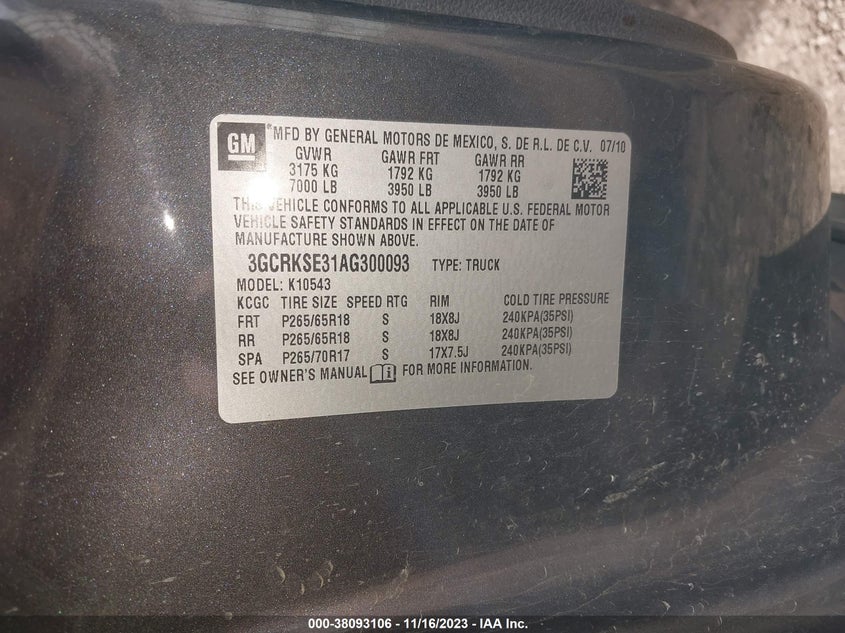 GM
® MFD BY GENERAL MOTORS DE MEXICO, S. DE R.L. DE C.V. 07/10
GVWR GAWR FRT GAWR RR
3175 KG 1792 KG 1792 KG
7000 LB 3950 LB 3950 LB
THIS VEHICLE CONFORMS TO ALL APPLICABLE U.S. FEDERAL MOTOR
VEHICLE SAFETY STANDARDS IN EFFECT ON THE DATE OF
MANUFACTURE SHOWN ABOVE.
3GCRKSE31AG300093 TYPE: TRUCK
MODEL: K10543
KCGC TIRE SIZE SPEED RTG RIM COLD TIRE PRESSURE
FRT P265/65R18 S 18X8J 240KPA(35PSI)
RR P265/65R18 S 18X8J 240KPA(35PSI)
SPA P265/70R17 S 17X7.5J 240KPA(35PSI)
SEE OWNER'S MANUAL FOR MORE INFORMATION.
000-38093106 - 11/16/2023 - IAA Inc.